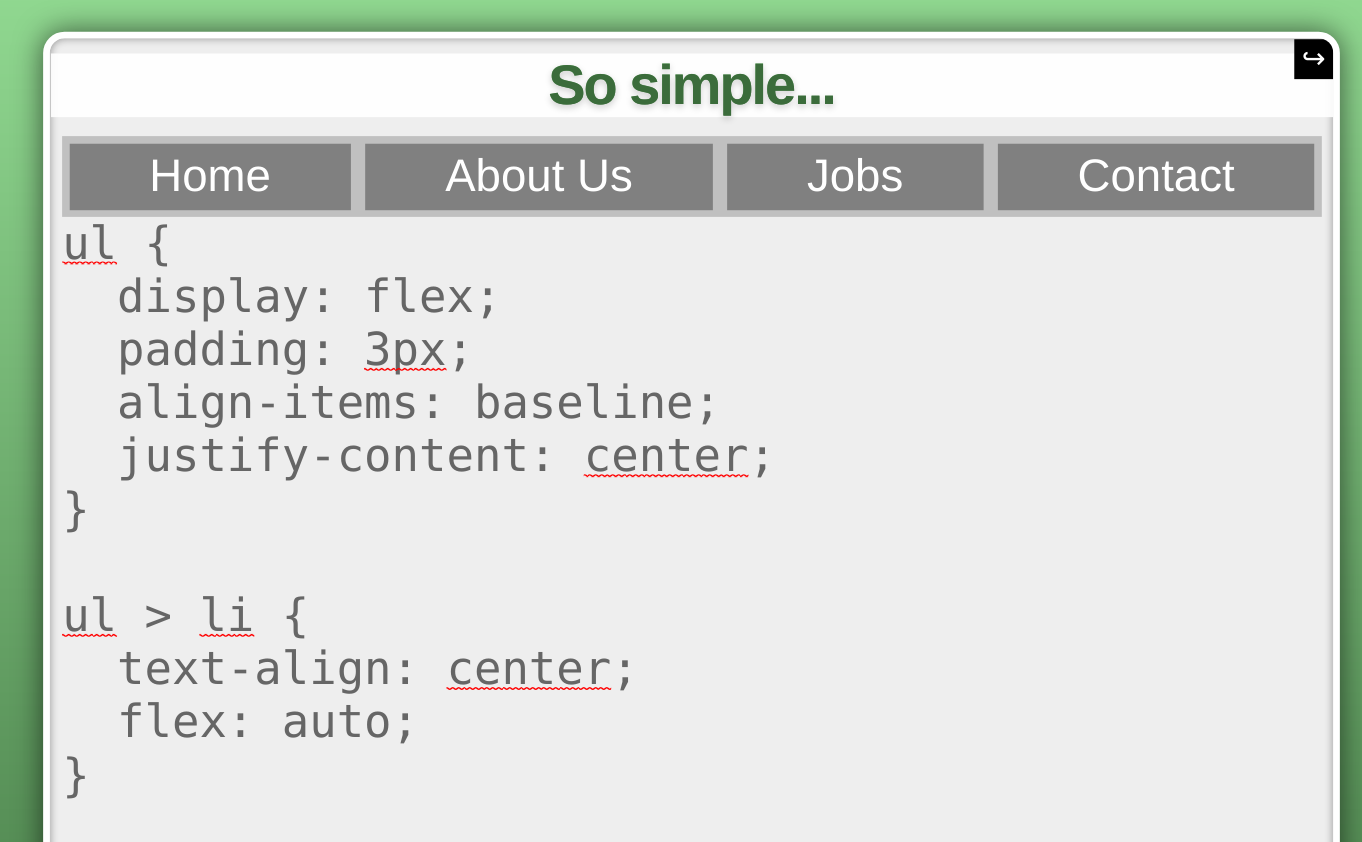 So simple...
Home About Us Jobs Contact
ul {
  display: flex;
  padding: 3px;
  align-items: baseline;
  justify-content: center;
}

ul > li {
  text-align: center;
  flex: auto;
}